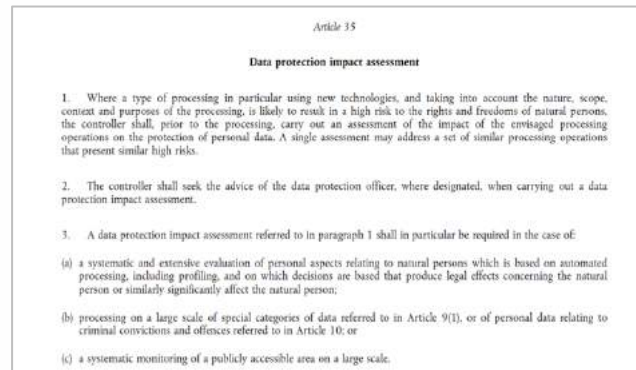 Article 35
Data protection impact assessment
1. Where a type of processing in particular using new technologies, and taking into account the nature, scope,
context and purposes of the processing, is likely to result in a high risk to the rights and freedoms of natural persons,
the controller shall, prior to the processing, carry out an assessment of the impact of the envisaged processing
operations on the protection of personal data. A single assessment may address a set of similar processing operations
that present similar high risks.
2. The controller shall seek the advice of the data protection officer, where designated, when carrying out a data
protection impact assessment.
3. A data protection impact assessment referred to in paragraph 1 shall in particular be required in the case of:
(a) a systematic and extensive evaluation of personal aspects relating to natural persons which is based on automated
processing, including profiling, and on which decisions are based that produce legal effects concerning the natural
person or similarly significantly affect the natural person;
(b) processing on a large scale of special categories of data referred to in Article 9(1), or of personal data relating to
criminal convictions and offences referred to in Article 10; or
(c) a systematic monitoring of a publicly accessible area on a large scale.